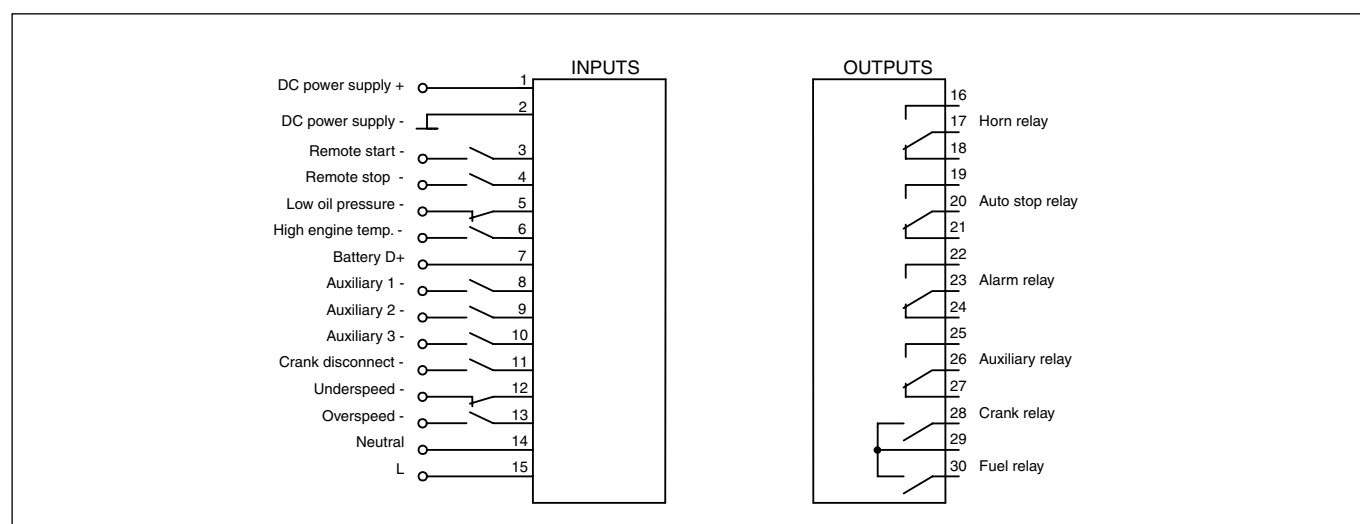 INPUTS
DC power supply + 1
DC power supply - 2
Remote start - 3
Remote stop - 4
Low oil pressure - 5
High engine temp. - 6
Battery D+ 7
Auxiliary 1 - 8
Auxiliary 2 - 9
Auxiliary 3 - 10
Crank disconnect - 11
Underspeed - 12
Overspeed - 13
Neutral 14
L 15
OUTPUTS
16
17 Horn relay
18
19
20 Auto stop relay
21
22
23 Alarm relay
24
25
26 Auxiliary relay
27
28 Crank relay
29
30 Fuel relay